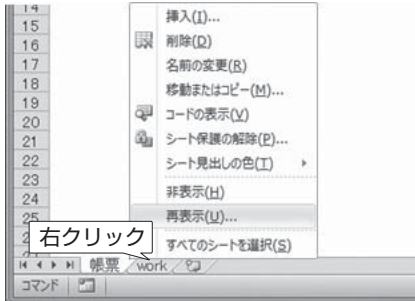 14
15
16
17
18
19
20
21
22
23
24
25
2
挿入(I)...
削除(D)
名前の変更(R)
移動またはコピー(M)...
コードの表示(V)
シート保護の解除(P)...
シート見出しの色(T)
非表示(H)
再表示(U)...
すべてのシートを選択(S)
右クリック
帳票 work
コマンド